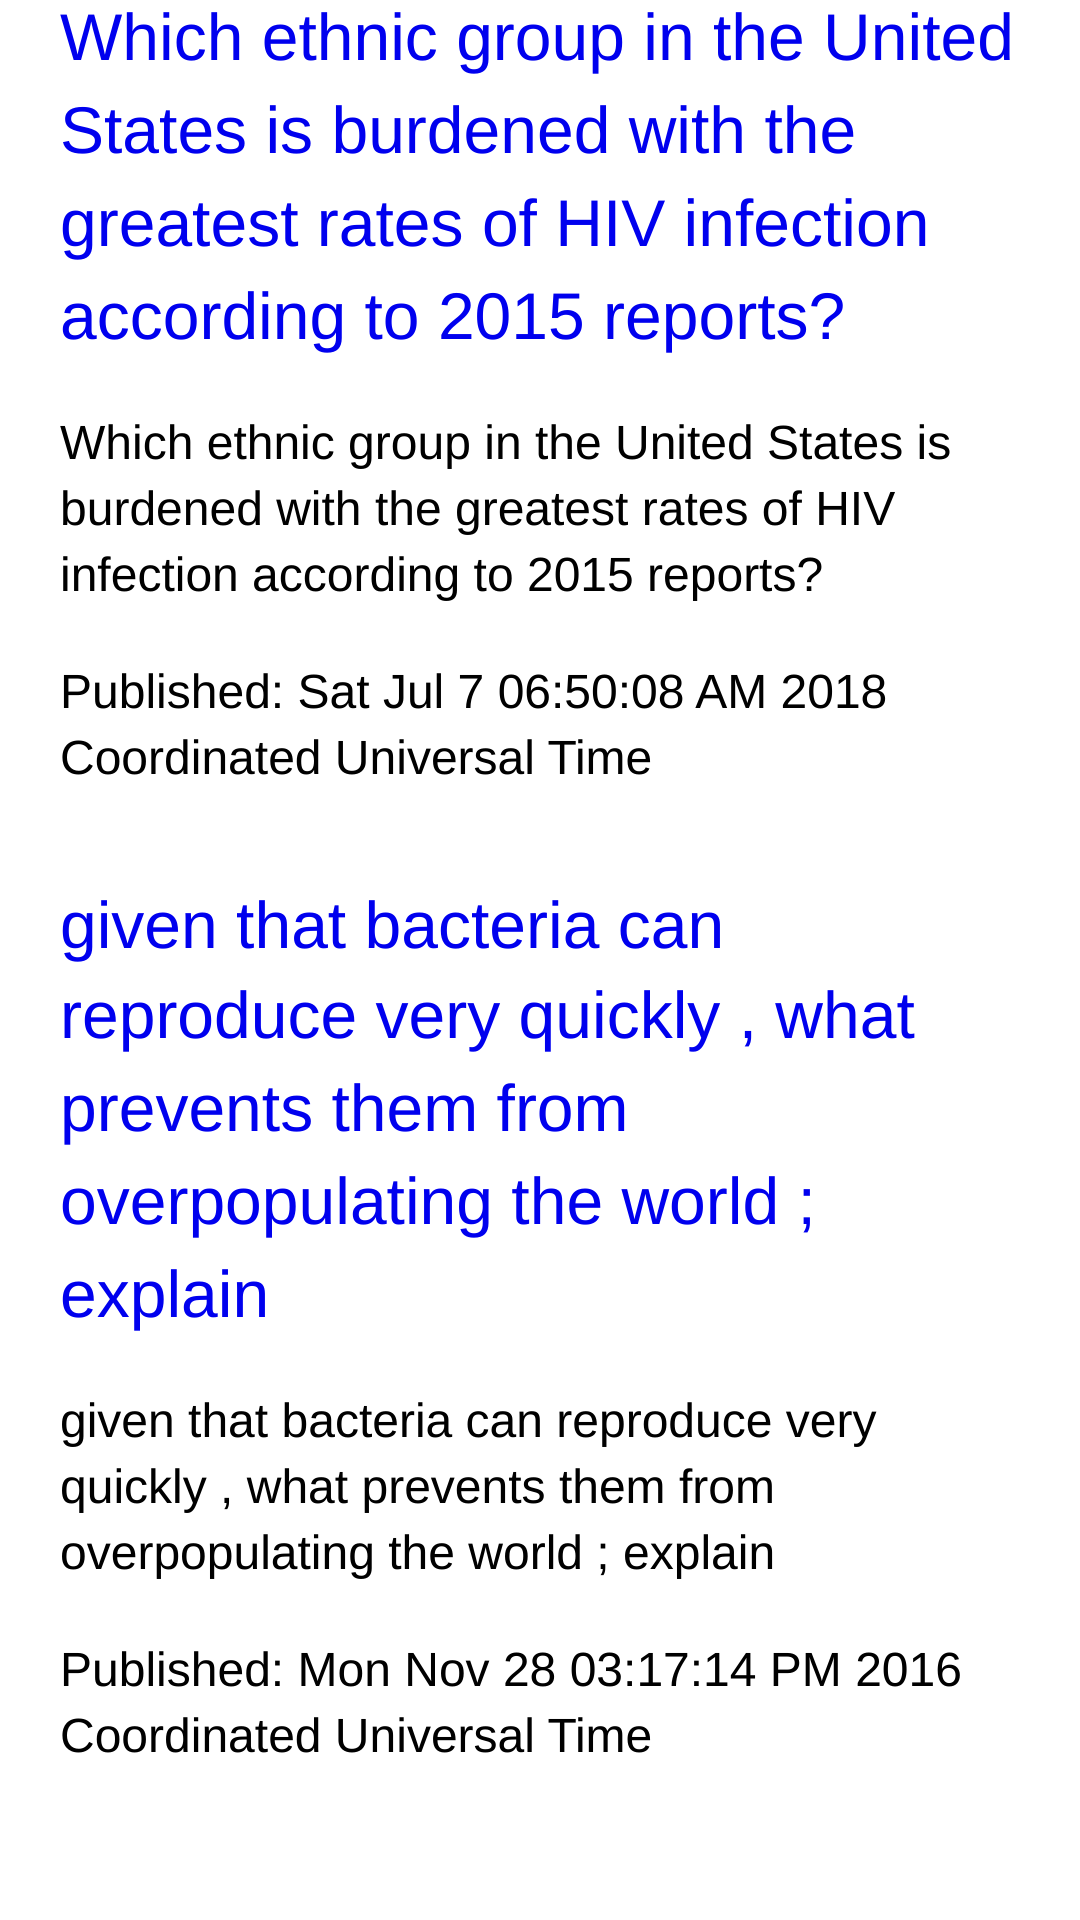 Which ethnic group in the United
States is burdened with the
greatest rates of HIV infection
according to 2015 reports?
Which ethnic group in the United States is
burdened with the greatest rates of HIV
infection according to 2015 reports?
Published: Sat Jul 7 06:50:08 AM 2018
Coordinated Universal Time
given that bacteria can
reproduce very quickly , what
prevents them from
overpopulating the world ;
explain
given that bacteria can reproduce very
quickly , what prevents them from
overpopulating the world ; explain
Published: Mon Nov 28 03:17:14 PM 2016
Coordinated Universal Time